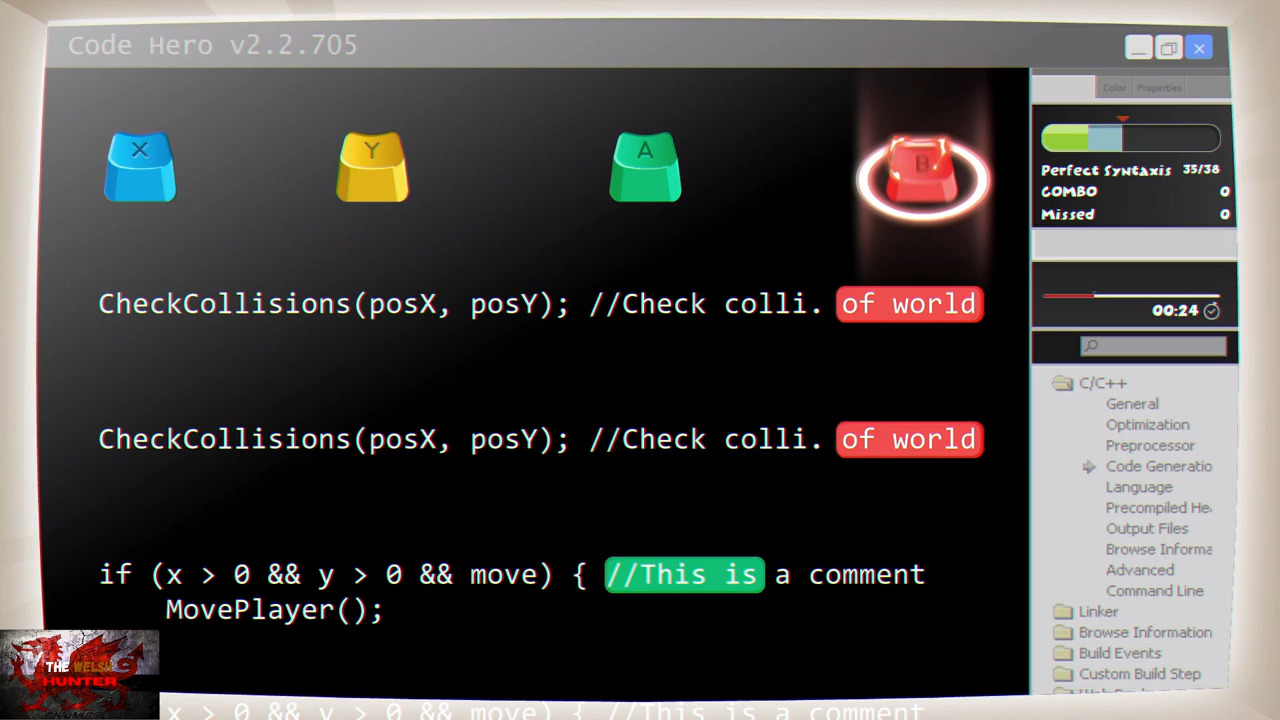 Code Hero v2.2.705
Color Properties
X Y A B
Perfect Syntaxis 35/38
COMBO 0
Missed 0
00:24
CheckCollisions(posX, posY); //Check colli. of world
CheckCollisions(posX, posY); //Check colli. of world
if (x > 0 && y > 0 && move) { //This is a comment
MovePlayer();
x > 0 && y > 0 && move) { //This is a comment
C/C++
General
Optimization
Preprocessor
Code Generatio
Language
Precompiled He
Output Files
Browse Informa
Advanced
Command Line
Linker
Browse Information
Build Events
Custom Build Step
THE WELSH
HUNTER